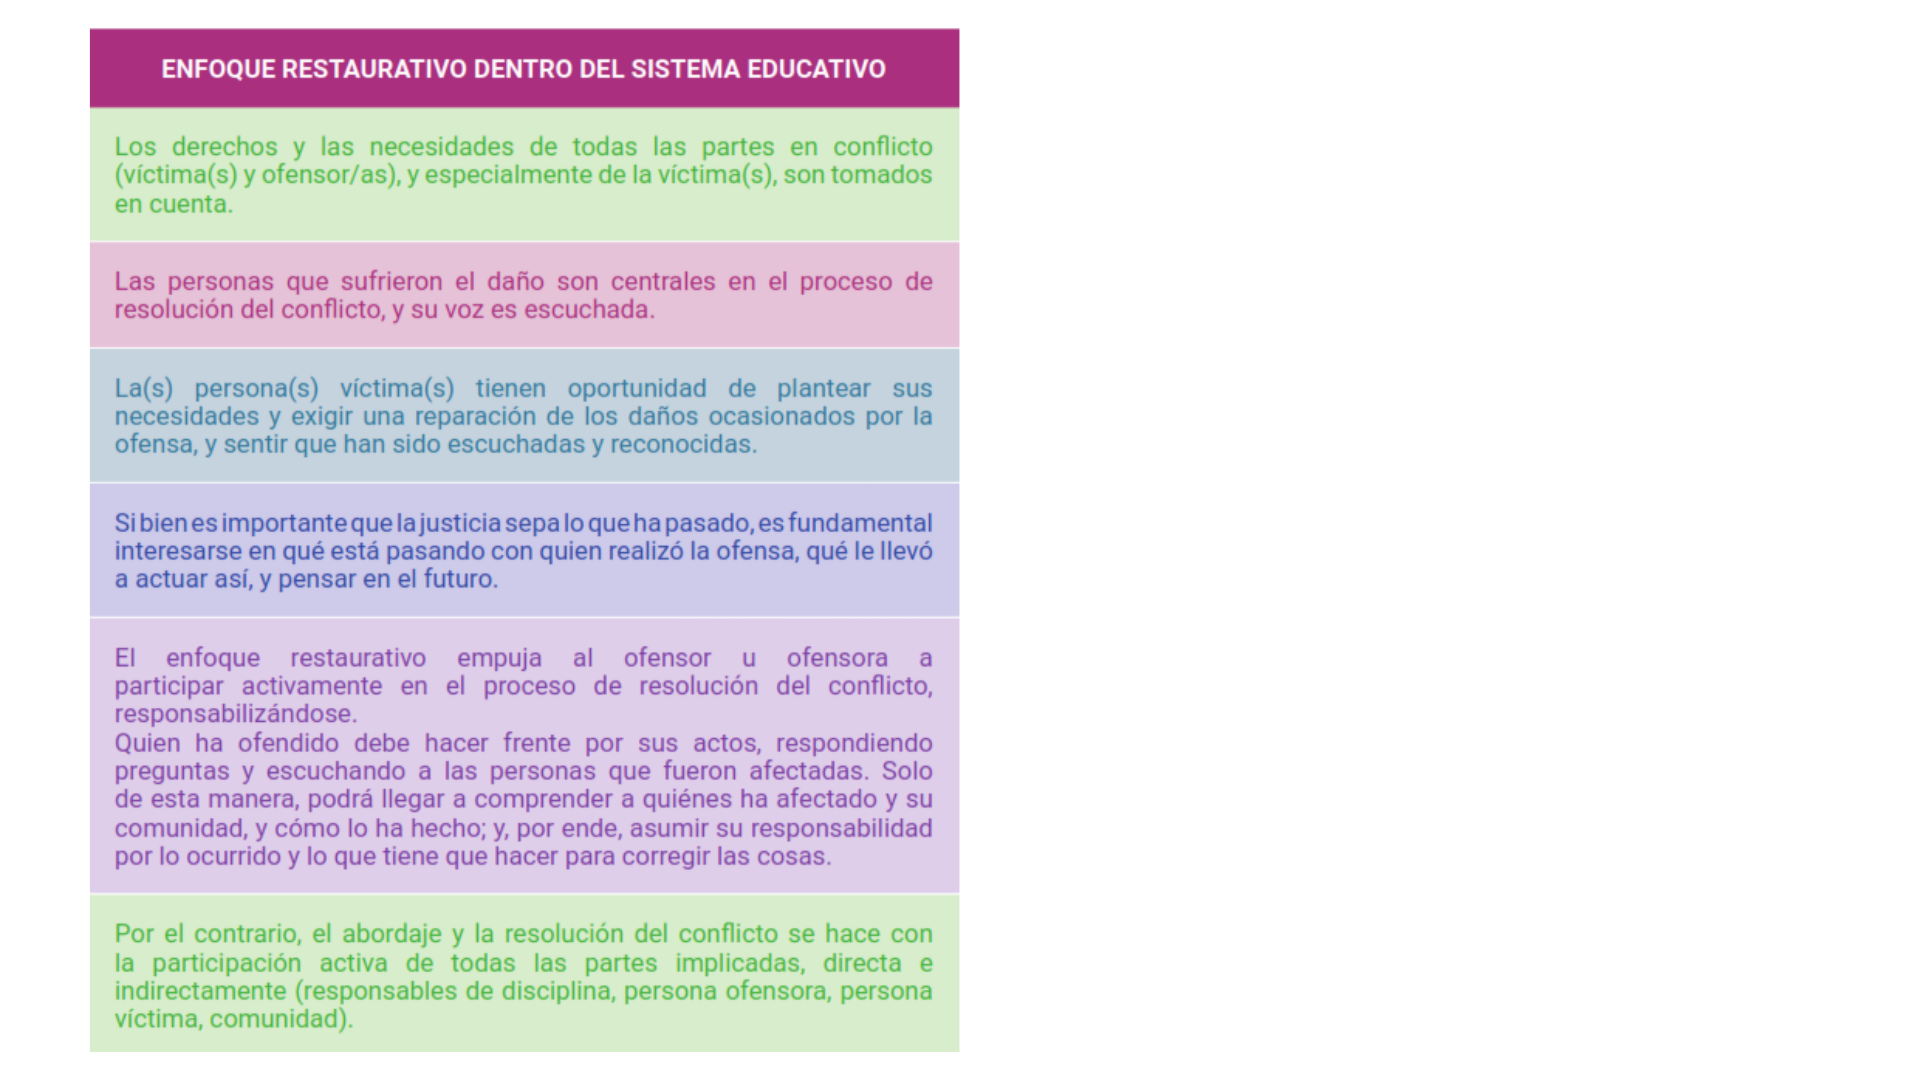 ENFOQUE RESTAURATIVO DENTRO DEL SISTEMA EDUCATIVO
Los derechos y las necesidades de todas las partes en conflicto
(víctima(s) y ofensor/as), y especialmente de la víctima(s), son tomados
en cuenta.
Las personas que sufrieron el daño son centrales en el proceso de
resolución del conflicto, y su voz es escuchada.
La(s) persona(s) víctima(s) tienen oportunidad de plantear sus
necesidades y exigir una reparación de los daños ocasionados por la
ofensa, y sentir que han sido escuchadas y reconocidas.
Si bien es importante que la justicia sepa lo que ha pasado, es fundamental
interesarse en qué está pasando con quien realizó la ofensa, qué le llevó
a actuar así, y pensar en el futuro.
El enfoque restaurativo empuja al ofensor u ofensora a
participar activamente en el proceso de resolución del conflicto,
responsabilizándose.
Quien ha ofendido debe hacer frente por sus actos, respondiendo
preguntas y escuchando a las personas que fueron afectadas. Solo
de esta manera, podrá llegar a comprender a quiénes ha afectado y su
comunidad, y cómo lo ha hecho; y, por ende, asumir su responsabilidad
por lo ocurrido y lo que tiene que hacer para corregir las cosas.
Por el contrario, el abordaje y la resolución del conflicto se hace con
la participación activa de todas las partes implicadas, directa e
indirectamente (responsables de disciplina, persona ofensora, persona
víctima, comunidad).